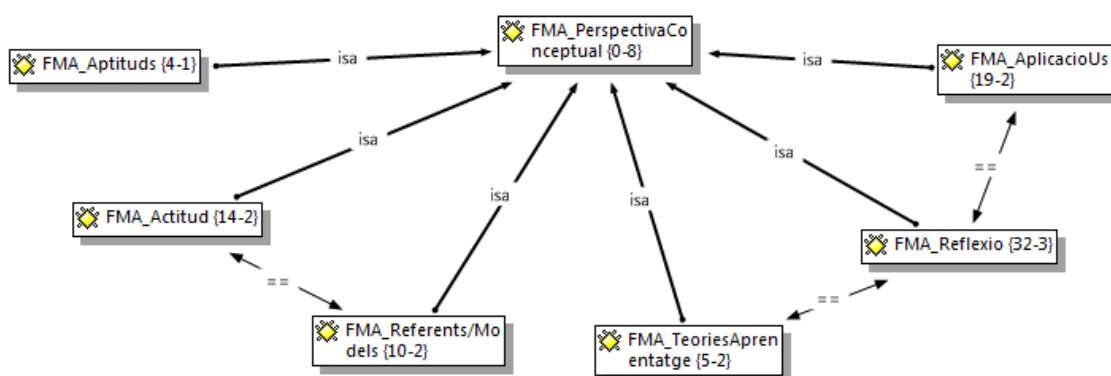 FMA_PerspectivaCo
nceptual {0-8}
FMA_Aptituds {4-1}
isa
isa
FMA_AplicacioUs
{19-2}
isa
isa
==
isa
isa
FMA_Actitud {14-2}
FMA_Reflexio {32-3}
==
==
FMA_Referents/Mo
dels {10-2}
FMA_TeoriesApren
entatge {5-2}